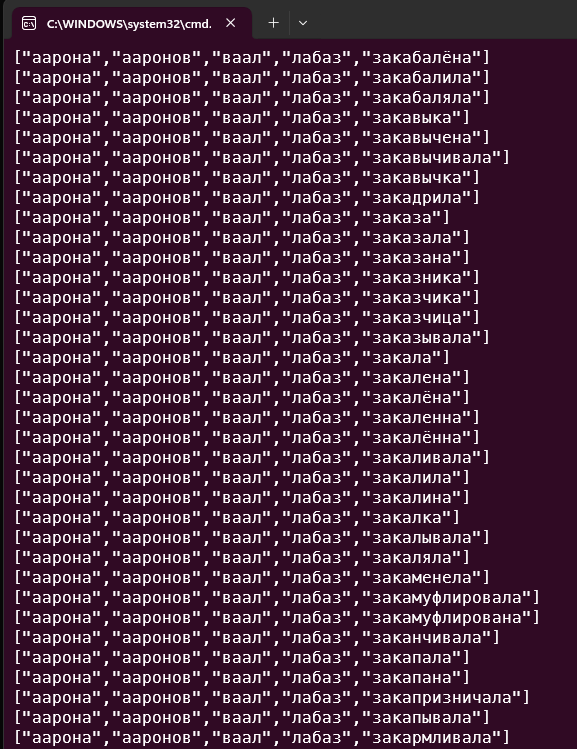 C:\WINDOWS\system32\cmd.
["аарона","ааронов","ваал","лабаз","закабалёна"]
["аарона","ааронов","ваал","лабаз","закабалила"]
["аарона","ааронов","ваал","лабаз","закабаляла"]
["аарона","ааронов","ваал","лабаз","закавыка"]
["аарона","ааронов","ваал","лабаз","закавычена"]
["аарона","ааронов","ваал","лабаз","закавычивала"]
["аарона","ааронов","ваал","лабаз","закавычка"]
["аарона","ааронов","ваал","лабаз","закадрила"]
["аарона","ааронов","ваал","лабаз","заказа"]
["аарона","ааронов","ваал","лабаз","заказала"]
["аарона","ааронов","ваал","лабаз","заказана"]
["аарона","ааронов","ваал","лабаз","заказника"]
["аарона","ааронов","ваал","лабаз","заказчика"]
["аарона","ааронов","ваал","лабаз","заказчица"]
["аарона","ааронов","ваал","лабаз","заказывала"]
["аарона","ааронов","ваал","лабаз","закала"]
["аарона","ааронов","ваал","лабаз","закалена"]
["аарона","ааронов","ваал","лабаз","закалёна"]
["аарона","ааронов","ваал","лабаз","закаленна"]
["аарона","ааронов","ваал","лабаз","закалённа"]
["аарона","ааронов","ваал","лабаз","закаливала"]
["аарона","ааронов","ваал","лабаз","закалила"]
["аарона","ааронов","ваал","лабаз","закалина"]
["аарона","ааронов","ваал","лабаз","закалка"]
["аарона","ааронов","ваал","лабаз","закалывала"]
["аарона","ааронов","ваал","лабаз","закаляла"]
["аарона","ааронов","ваал","лабаз","закаменела"]
["аарона","ааронов","ваал","лабаз","закамуфлировала"]
["аарона","ааронов","ваал","лабаз","закамуфлирована"]
["аарона","ааронов","ваал","лабаз","заканчивала"]
["аарона","ааронов","ваал","лабаз","закапала"]
["аарона","ааронов","ваал","лабаз","закапана"]
["аарона","ааронов","ваал","лабаз","закапризничала"]
["аарона","ааронов","ваал","лабаз","закапывала"]
["аарона","ааронов","ваал","лабаз","закармливала"]